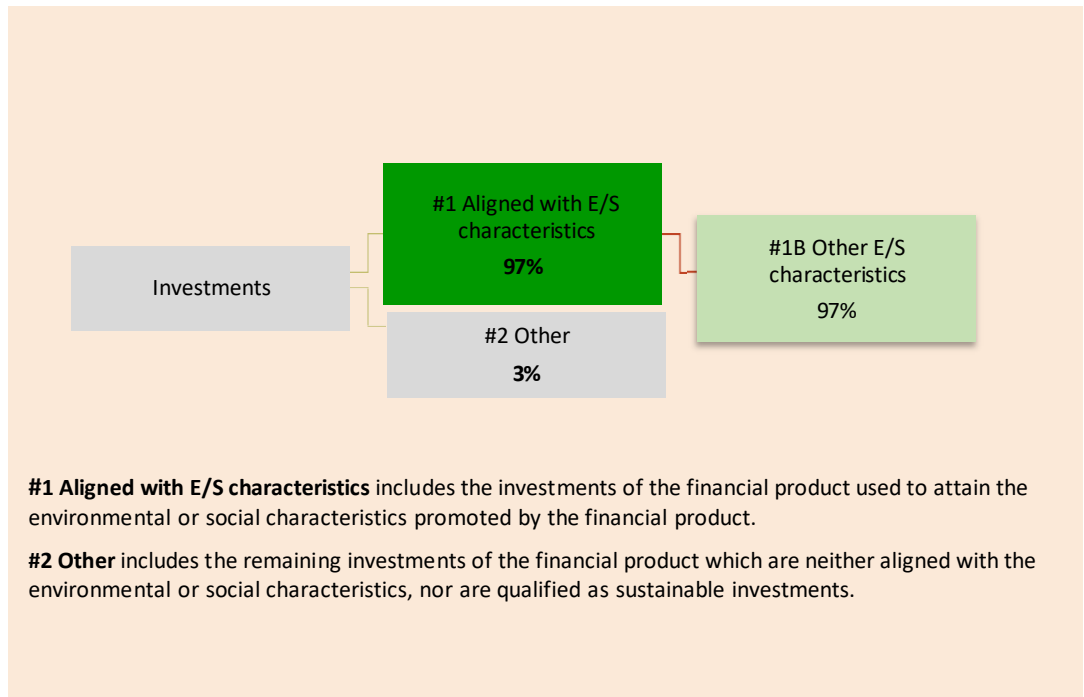 #1 Aligned with E/S
characteristics
97%
Investments
#1B Other E/S
characteristics
97%
#2 Other
3%
#1 Aligned with E/S characteristics includes the investments of the financial product used to attain the
environmental or social characteristics promoted by the financial product.
#2 Other includes the remaining investments of the financial product which are neither aligned with the
environmental or social characteristics, nor are qualified as sustainable investments.